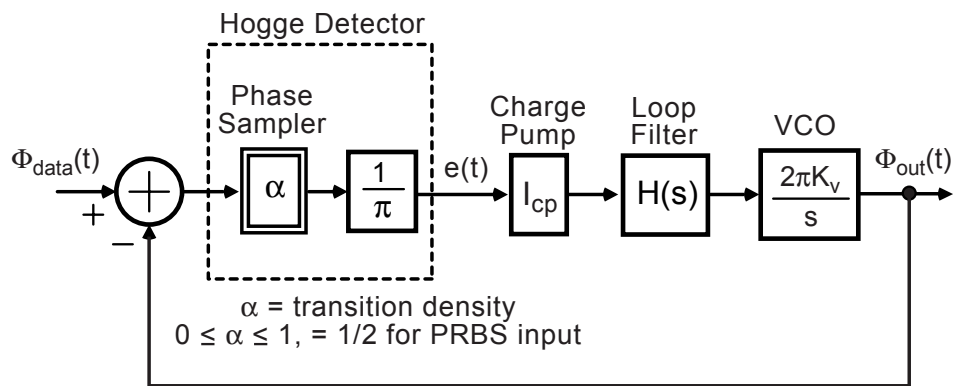 Hogge Detector
Phase
Sampler
Charge
Pump
Loop
Filter
VCO
Φdata(t)
+
−
α
1
π
e(t)
Icp
H(s)
2πKv
s
Φout(t)
α = transition density
0 ≤ α ≤ 1, = 1/2 for PRBS input